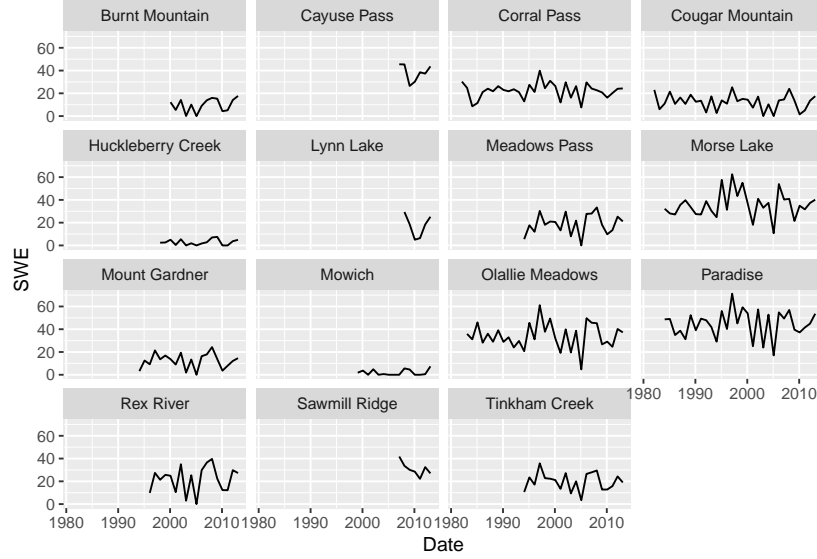 Burnt Mountain Cayuse Pass Corral Pass Cougar Mountain
60
40
20
0
Huckleberry Creek Lynn Lake Meadows Pass Morse Lake
60
40
20
0
SWE
Mount Gardner Mowich Olallie Meadows Paradise
60
40
20
0
1980 1990 2000 2010
Rex River Sawmill Ridge Tinkham Creek
60
40
20
0
1980 1990 2000 2010 1980 1990 2000 2010 1980 1990 2000 2010
Date